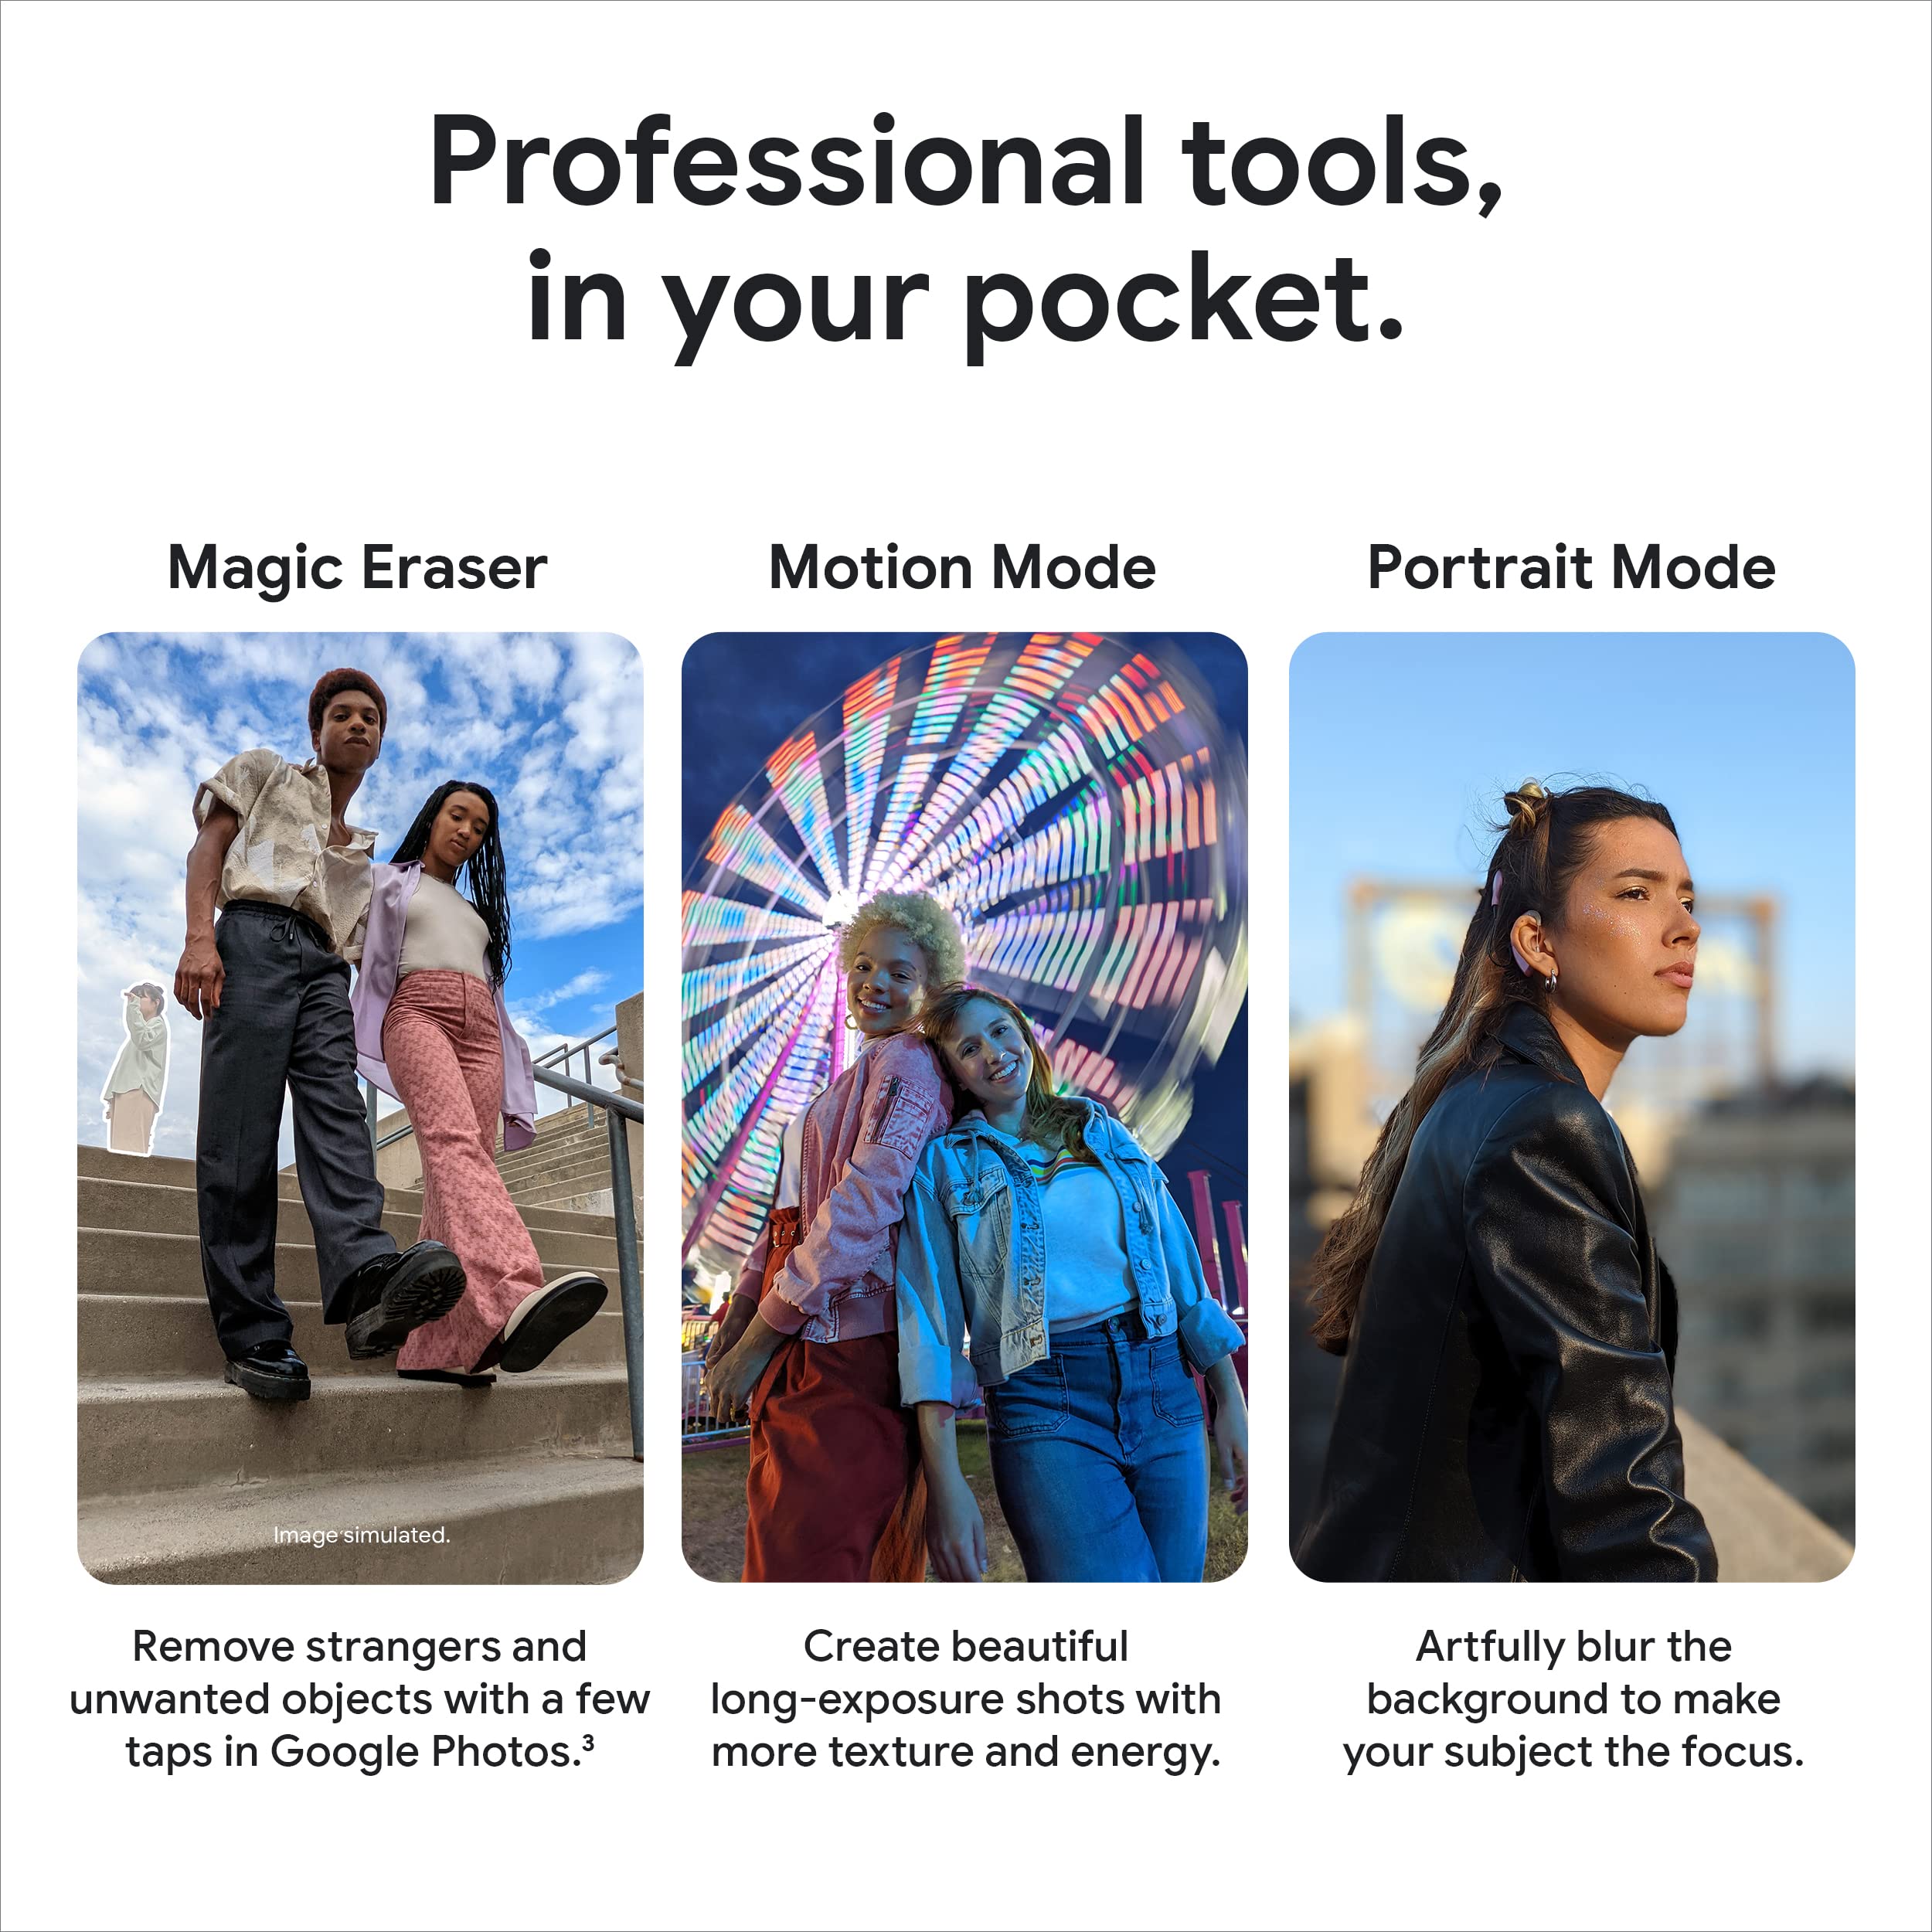 Professional tools,
in your pocket.
Magic Eraser
Motion Mode
Portrait Mode
Image simulated.
Remove strangers and
unwanted objects with a few
taps in Google Photos.³
Create beautiful
long-exposure shots with
more texture and energy.
Artfully blur the
background to make
your subject the focus.